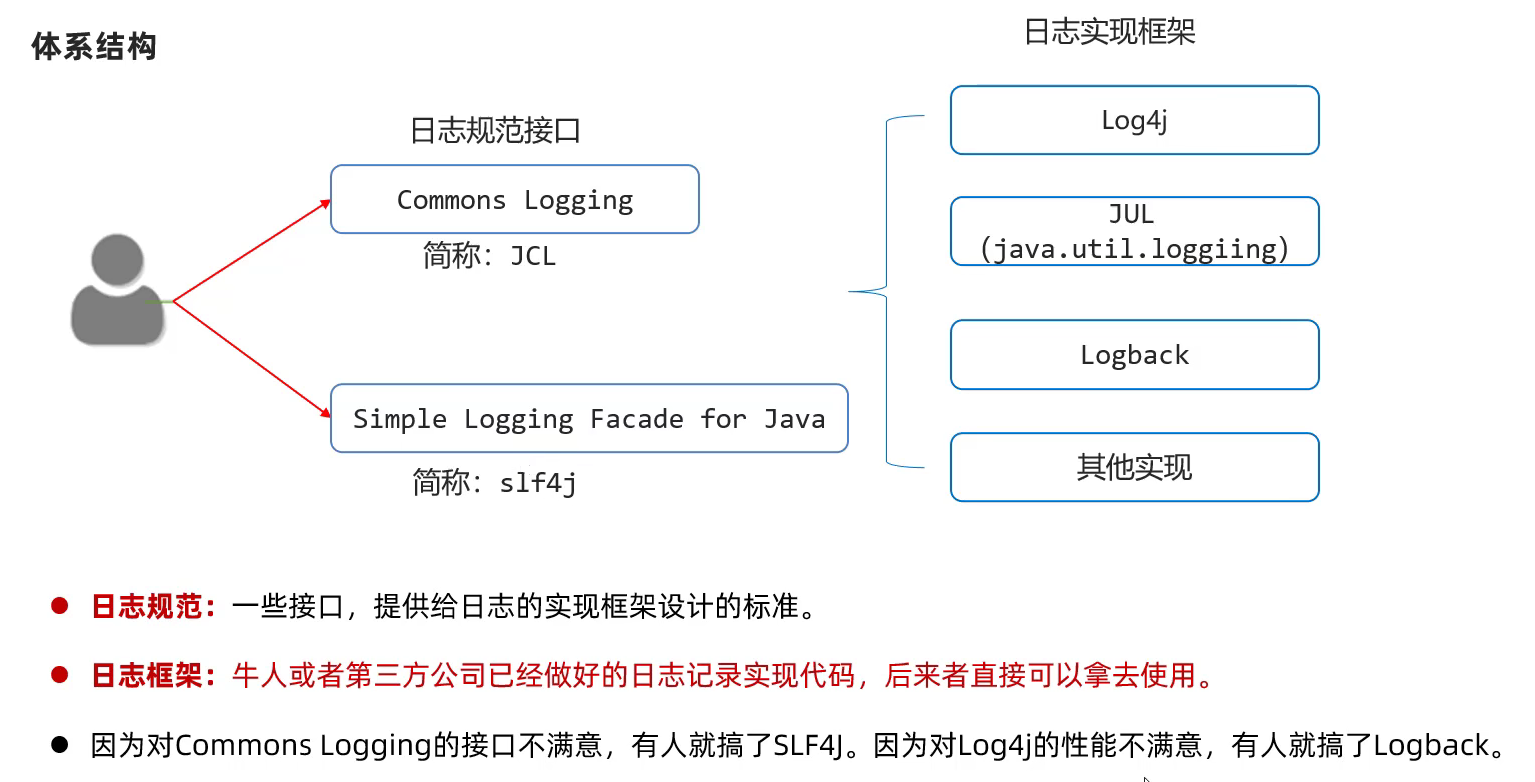 体系结构
日志规范接口
Commons Logging
简称：JCL
Simple Logging Facade for Java
简称：slf4j
日志实现框架
Log4j
JUL
（java.util.loggiing）
Logback
其他实现
日志规范：一些接口，提供给日志的实现框架设计的标准。
日志框架：牛人或者第三方公司已经做好的日志记录实现代码，后来者直接可以拿去使用。
因为对Commons Logging的接口不满意，有人就搞了SLF4J。因为对Log4j的性能不满意，有人就搞了Logback。